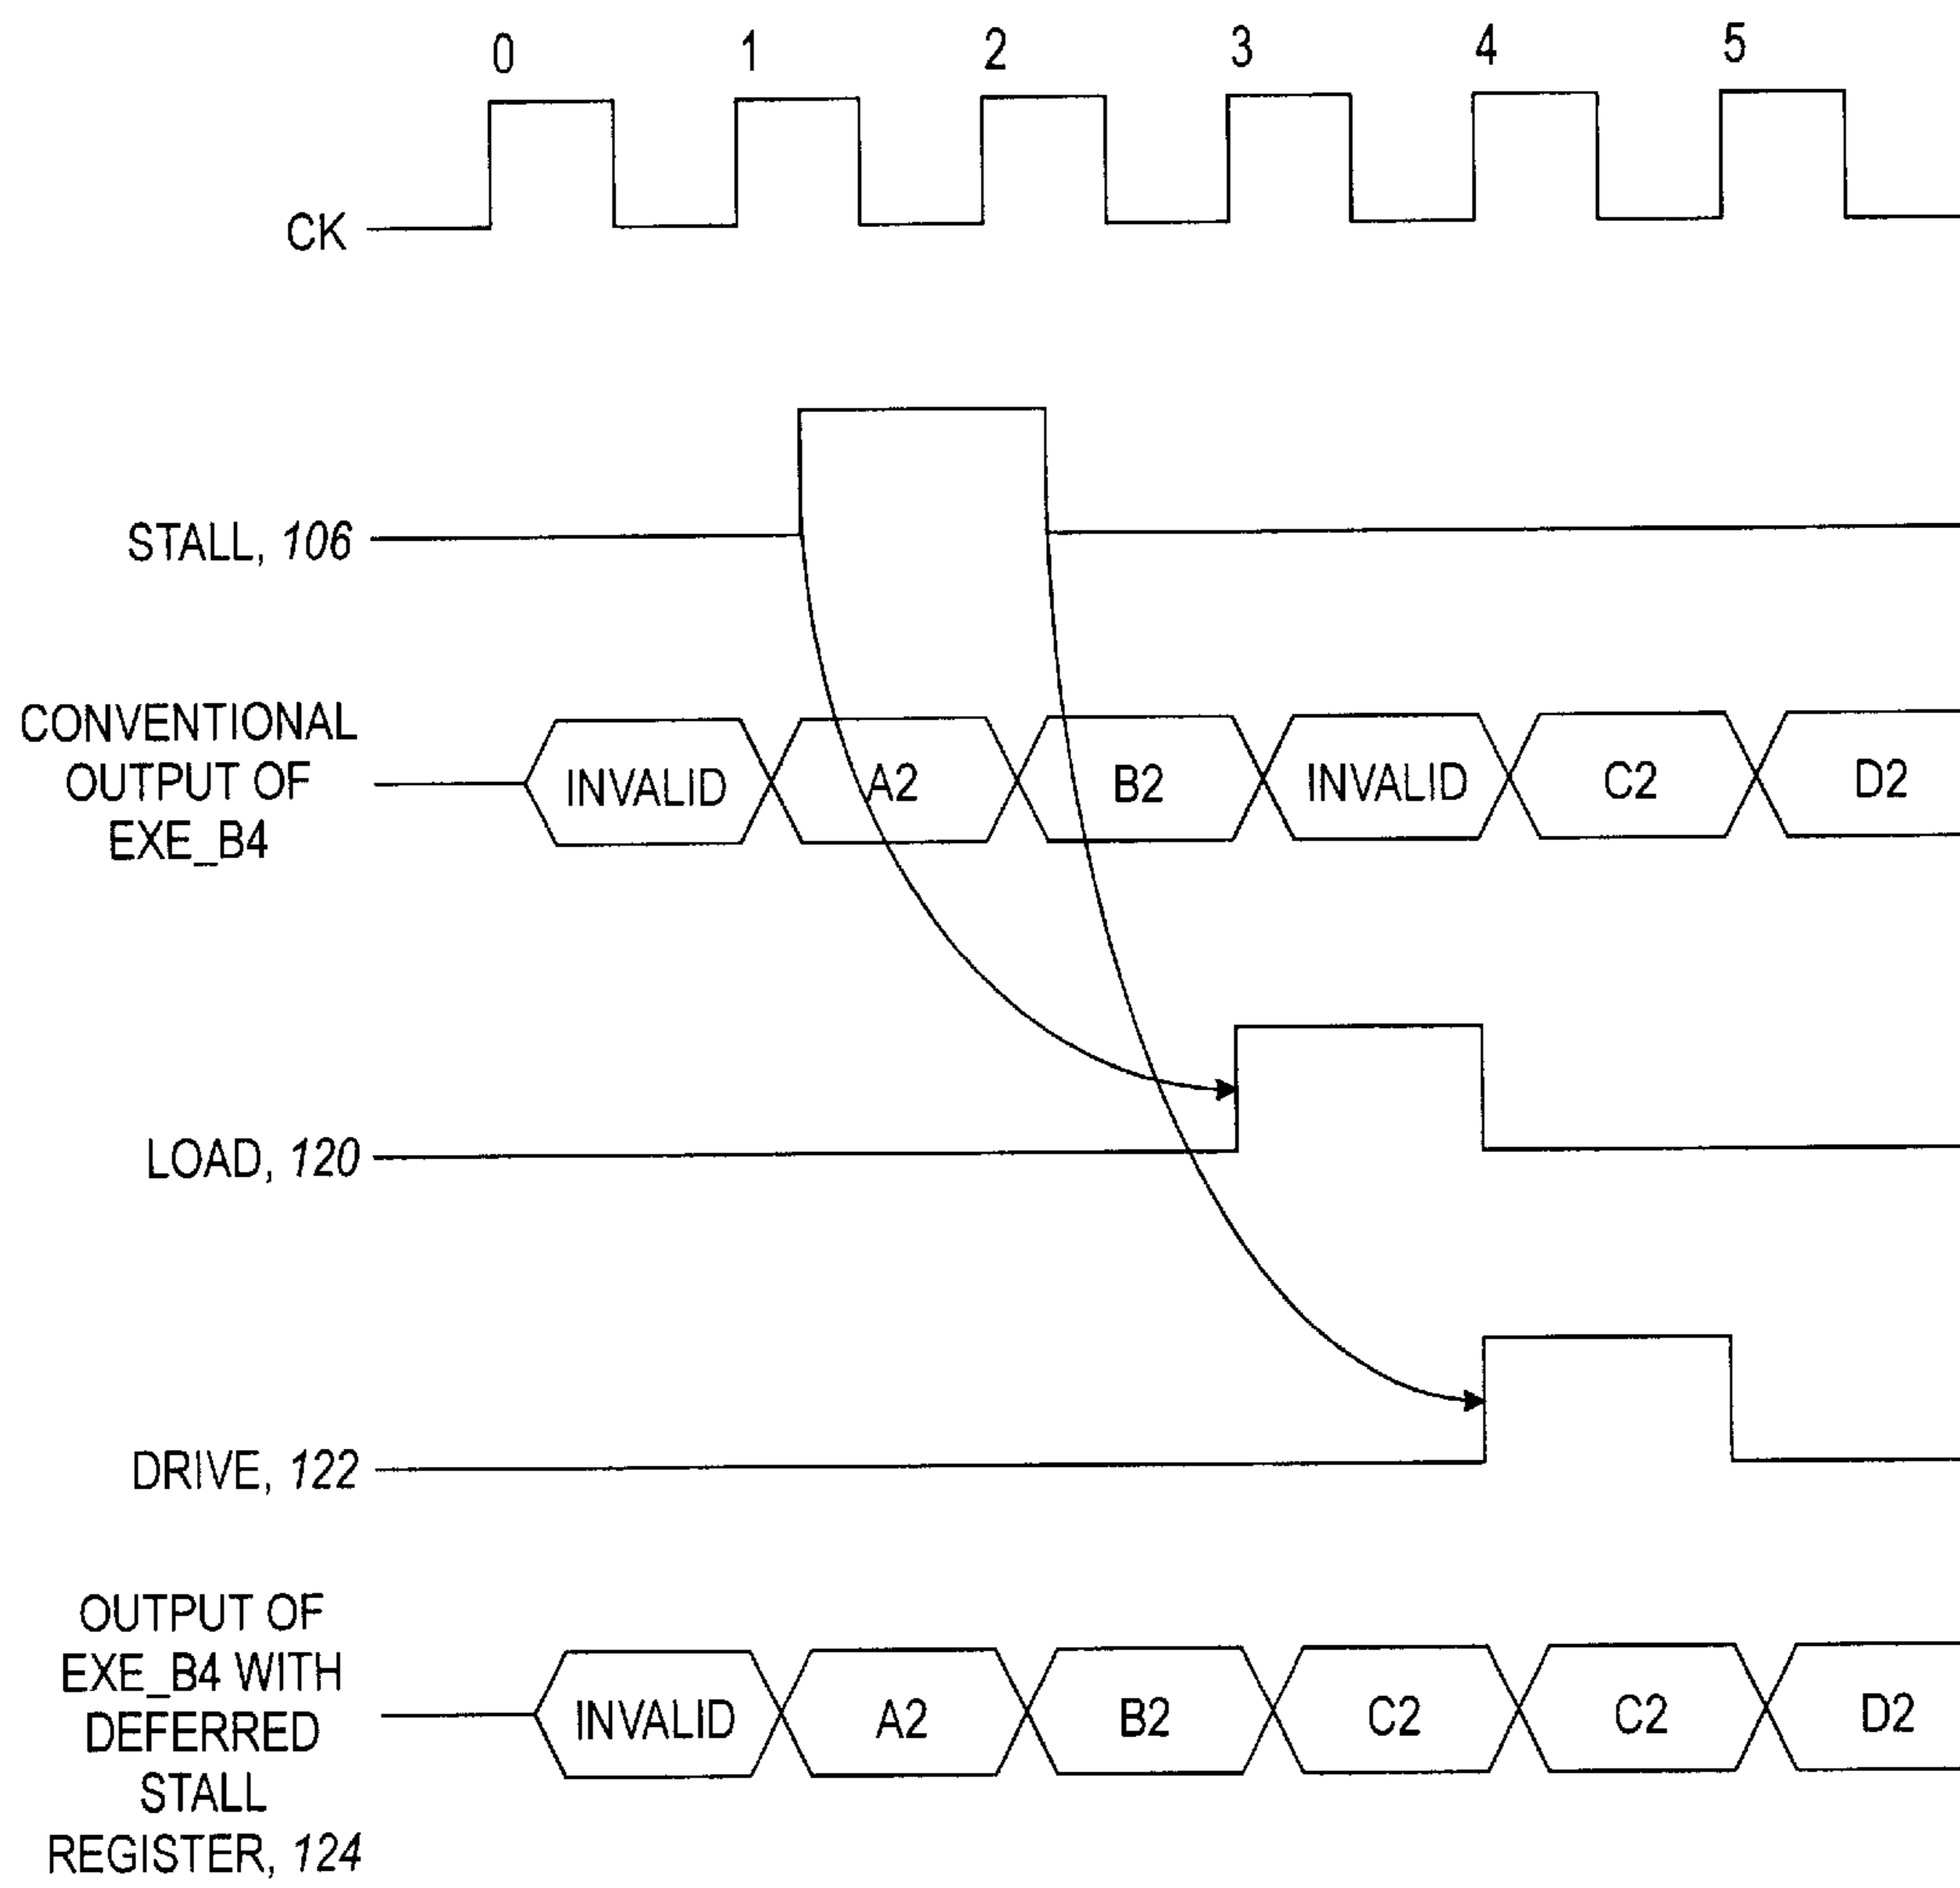 0 1 2 3 4 5
CK
STALL, 106
CONVENTIONAL
OUTPUT OF
EXE_B4
INVALID A2 B2 INVALID C2 D2
LOAD, 120
DRIVE, 122
OUTPUT OF
EXE_B4 WITH
DEFERRED
STALL
REGISTER, 124
INVALID A2 B2 C2 C2 D2